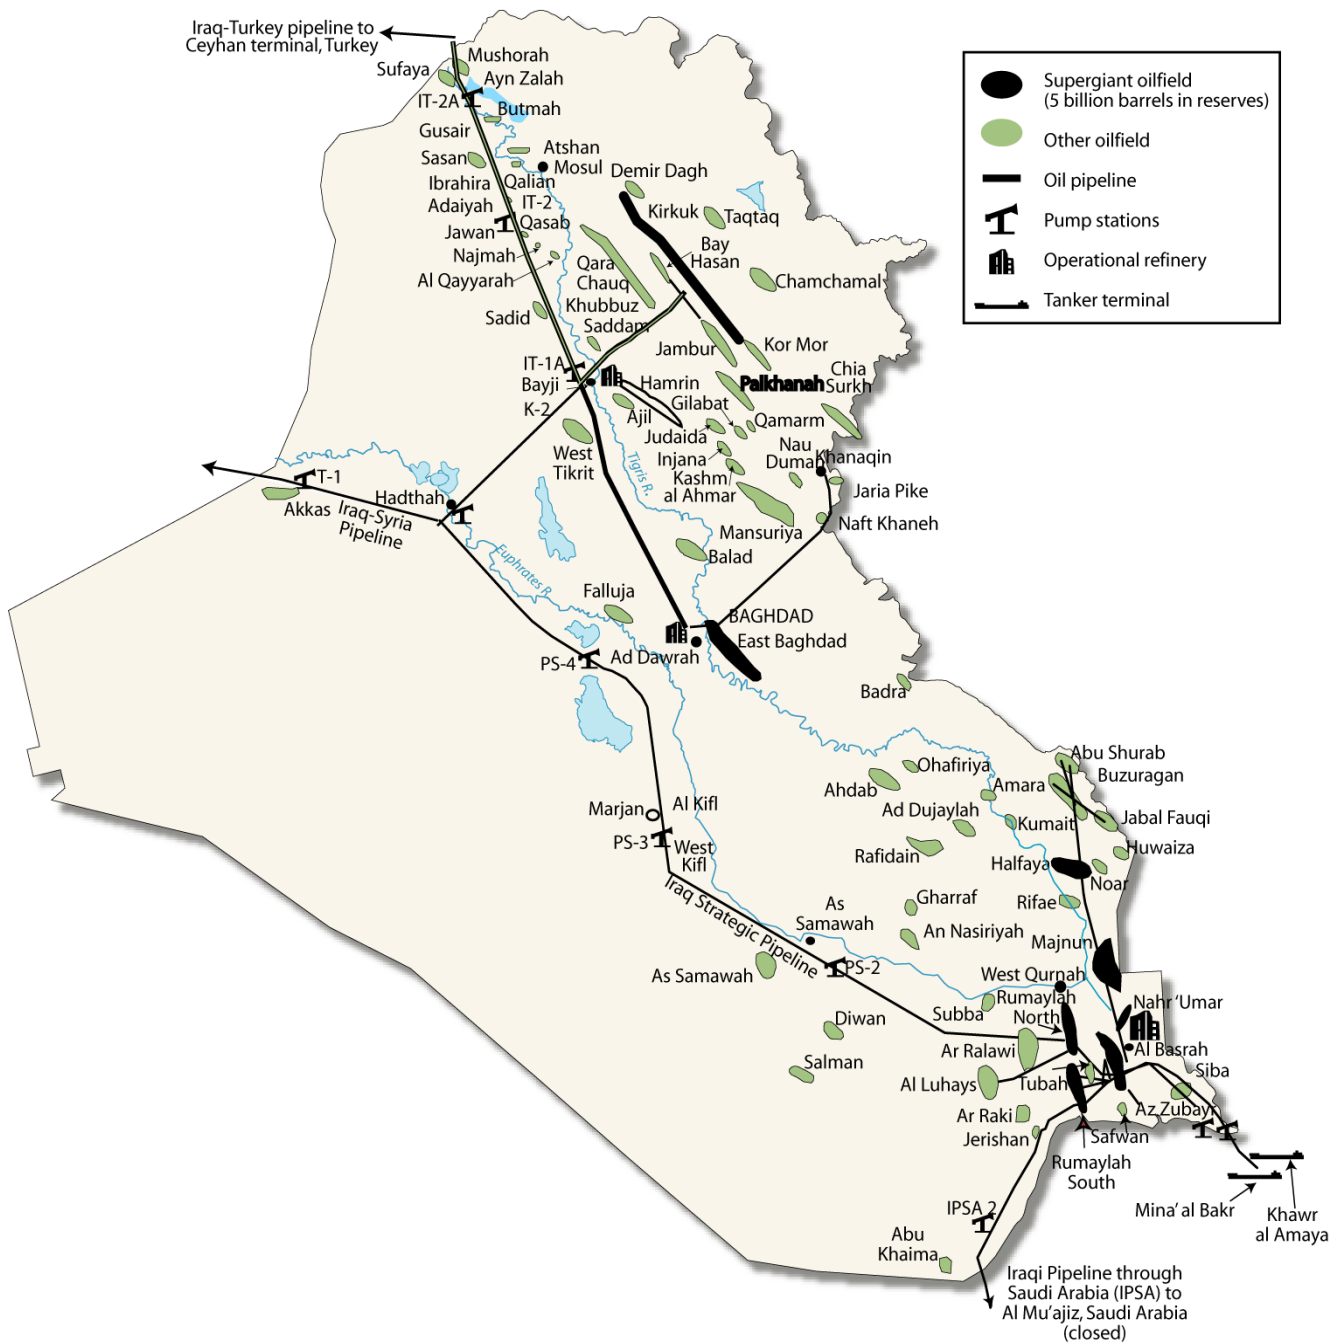 Iraq-Turkey pipeline to
Ceyhan terminal, Turkey
Supergiant oilfield
(5 billion barrels in reserves)
Other oilfield
Oil pipeline
Pump stations
Operational refinery
Tanker terminal
Mushorah
Sufaya
Ayn Zalah
IT-2A
Butmah
Gusair
Atshan
Sasan
Mosul
Demir Dagh
Ibrahira
Qalian
Adaiyah
IT-2
Kirkuk
Taqtaq
Jawan
Qasab
Najmah
Bay
Hasan
Al Qayyarah
Qara
Chauq
Chamchamal
Khubbuz
Sadid
Saddam
Jambur
Kor Mor
IT-1A
Bayji
Hamrin
Palkhanah
Chia
Surkh
K-2
Ajil
Gilabat
Qamarm
Judaida
West
Tikrit
Tigris R.
Injana
Nau
Dumah
Khanaqin
Kashm
al Ahmar
T-1
Jaria Pike
Hadthah
Akkas
Iraq-Syria
Pipeline
Mansuriya
Naft Khaneh
Balad
Euphrates R.
Falluja
BAGHDAD
East Baghdad
PS-4
Ad Dawrah
Badra
Abu Shurab
Ohafiriya
Buzuragan
Ahdab
Amara
Marjan
Al Kifl
Ad Dujaylah
Kumait
Jabal Fauqi
PS-3
West
Kifl
Rafidain
Huwaiza
Halfaya
Noar
Iraq Strategic Pipeline
As
Samawah
Gharraf
Rifae
An Nasiriyah
Majnun
As Samawah
PS-2
West Qurnah
Rumaylah
North
Nahr 'Umar
Subba
Diwan
Ar Ralawi
Al Basrah
Salman
Siba
Al Luhays
Tubah
Ar Raki
Az Zubayr
Jerishan
Safwan
Rumaylah
South
IPSA 2
Mina' al Bakr
Khawr
al Amaya
Abu
Khaima
Iraqi Pipeline through
Saudi Arabia (IPSA) to
Al Mu'ajiz, Saudi Arabia
(closed)